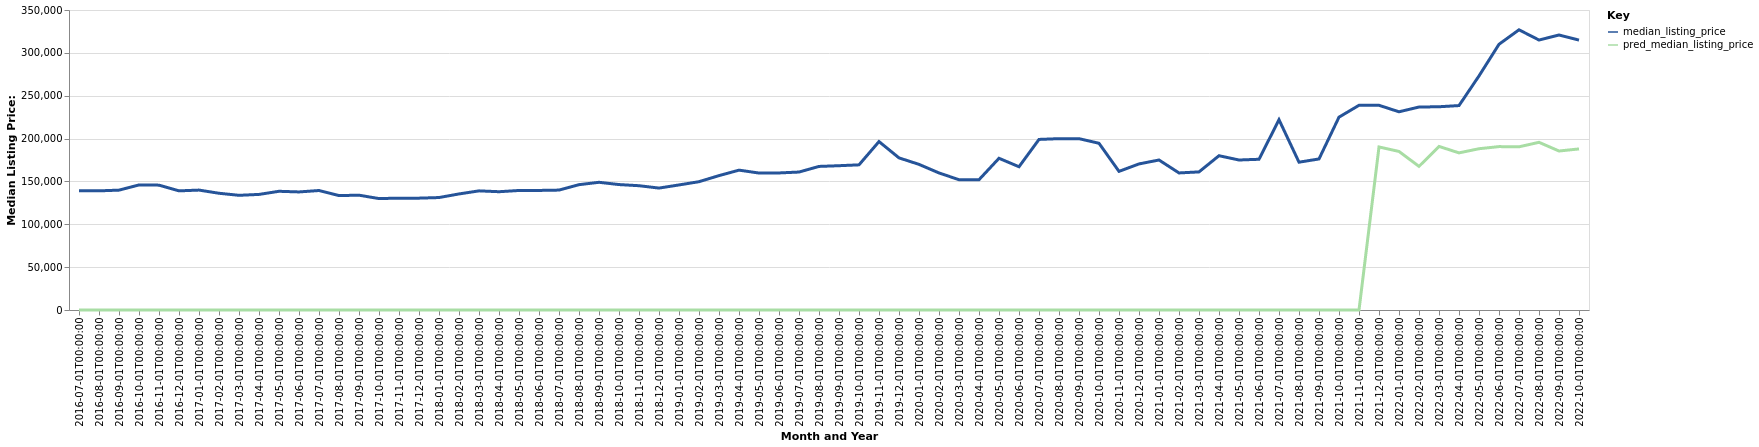 350,000
300,000
250,000
200,000
150,000
100,000
50,000
0
Median Listing Price:
2016-07-01T00:00:00
2016-08-01T00:00:00
2016-09-01T00:00:00
2016-10-01T00:00:00
2016-11-01T00:00:00
2016-12-01T00:00:00
2017-01-01T00:00:00
2017-02-01T00:00:00
2017-03-01T00:00:00
2017-04-01T00:00:00
2017-05-01T00:00:00
2017-06-01T00:00:00
2017-07-01T00:00:00
2017-08-01T00:00:00
2017-09-01T00:00:00
2017-10-01T00:00:00
2017-11-01T00:00:00
2017-12-01T00:00:00
2018-01-01T00:00:00
2018-02-01T00:00:00
2018-03-01T00:00:00
2018-04-01T00:00:00
2018-05-01T00:00:00
2018-06-01T00:00:00
2018-07-01T00:00:00
2018-08-01T00:00:00
2018-09-01T00:00:00
2018-10-01T00:00:00
2018-11-01T00:00:00
2018-12-01T00:00:00
2019-01-01T00:00:00
2019-02-01T00:00:00
2019-03-01T00:00:00
2019-04-01T00:00:00
2019-05-01T00:00:00
2019-06-01T00:00:00
2019-07-01T00:00:00
2019-08-01T00:00:00
2019-09-01T00:00:00
2019-10-01T00:00:00
2019-11-01T00:00:00
2019-12-01T00:00:00
2020-01-01T00:00:00
2020-02-01T00:00:00
2020-03-01T00:00:00
2020-04-01T00:00:00
2020-05-01T00:00:00
2020-06-01T00:00:00
2020-07-01T00:00:00
2020-08-01T00:00:00
2020-09-01T00:00:00
2020-10-01T00:00:00
2020-11-01T00:00:00
2020-12-01T00:00:00
2021-01-01T00:00:00
2021-02-01T00:00:00
2021-03-01T00:00:00
2021-04-01T00:00:00
2021-05-01T00:00:00
2021-06-01T00:00:00
2021-07-01T00:00:00
2021-08-01T00:00:00
2021-09-01T00:00:00
2021-10-01T00:00:00
2021-11-01T00:00:00
2021-12-01T00:00:00
2022-01-01T00:00:00
2022-02-01T00:00:00
2022-03-01T00:00:00
2022-04-01T00:00:00
2022-05-01T00:00:00
2022-06-01T00:00:00
2022-07-01T00:00:00
2022-08-01T00:00:00
2022-09-01T00:00:00
2022-10-01T00:00:00
Month and Year
Key
median_listing_price
pred_median_listing_price